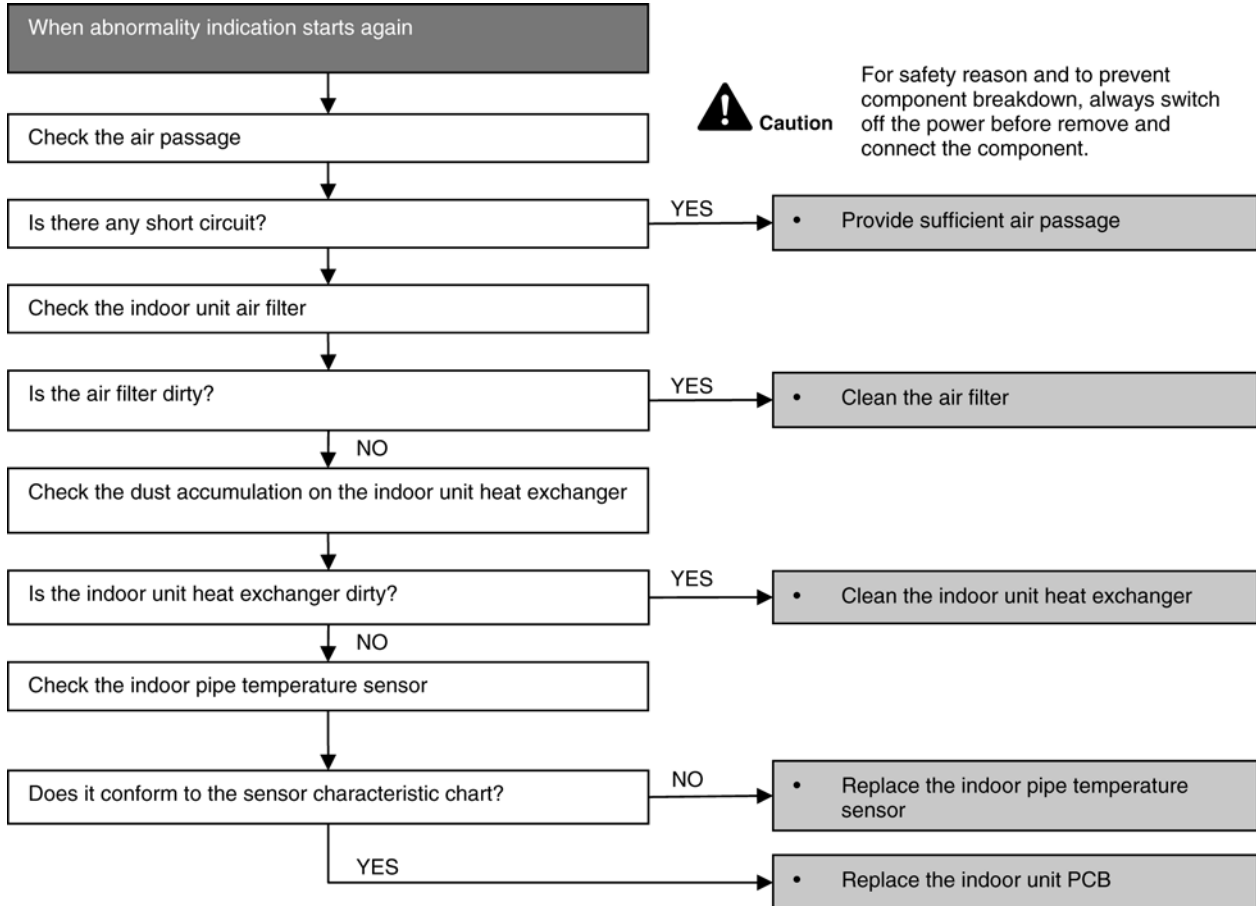 When abnormality indication starts again
Caution
For safety reason and to prevent
component breakdown, always switch
off the power before remove and
connect the component.
Check the air passage
Is there any short circuit?
YES
• Provide sufficient air passage
Check the indoor unit air filter
Is the air filter dirty?
YES
• Clean the air filter
NO
Check the dust accumulation on the indoor unit heat exchanger
Is the indoor unit heat exchanger dirty?
YES
• Clean the indoor unit heat exchanger
NO
Check the indoor pipe temperature sensor
Does it conform to the sensor characteristic chart?
NO
• Replace the indoor pipe temperature
sensor
YES
• Replace the indoor unit PCB